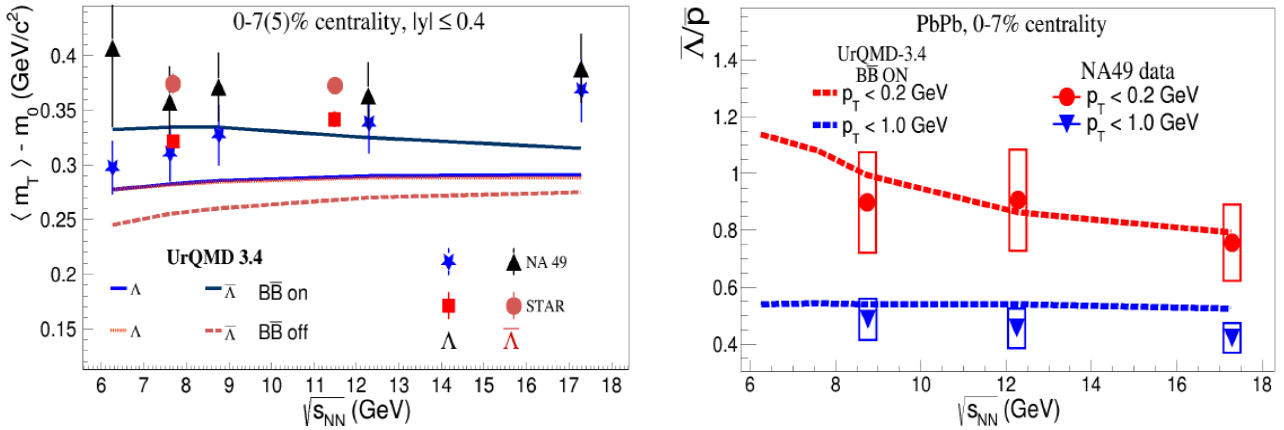 0-7(5)% centrality, |y| ≤ 0.4
⟨ m_T ⟩ - m_0 (GeV/c²)
0.4
0.35
0.3
0.25
0.2
0.15
UrQMD 3.4
Λ Λ̅ BB̅ on
Λ Λ̅ BB̅ off
NA 49
STAR
Λ Λ̅
6 7 8 9 10 11 12 13 14 15 16 17 18
√s_NN (GeV)
Λ̅/p̅
PbPb, 0-7% centrality
1.4
1.2
1
0.8
0.6
0.4
UrQMD-3.4
BB̅ ON
p_T < 0.2 GeV
p_T < 1.0 GeV
NA49 data
p_T < 0.2 GeV
p_T < 1.0 GeV
6 8 10 12 14 16 18
√s_NN (GeV)